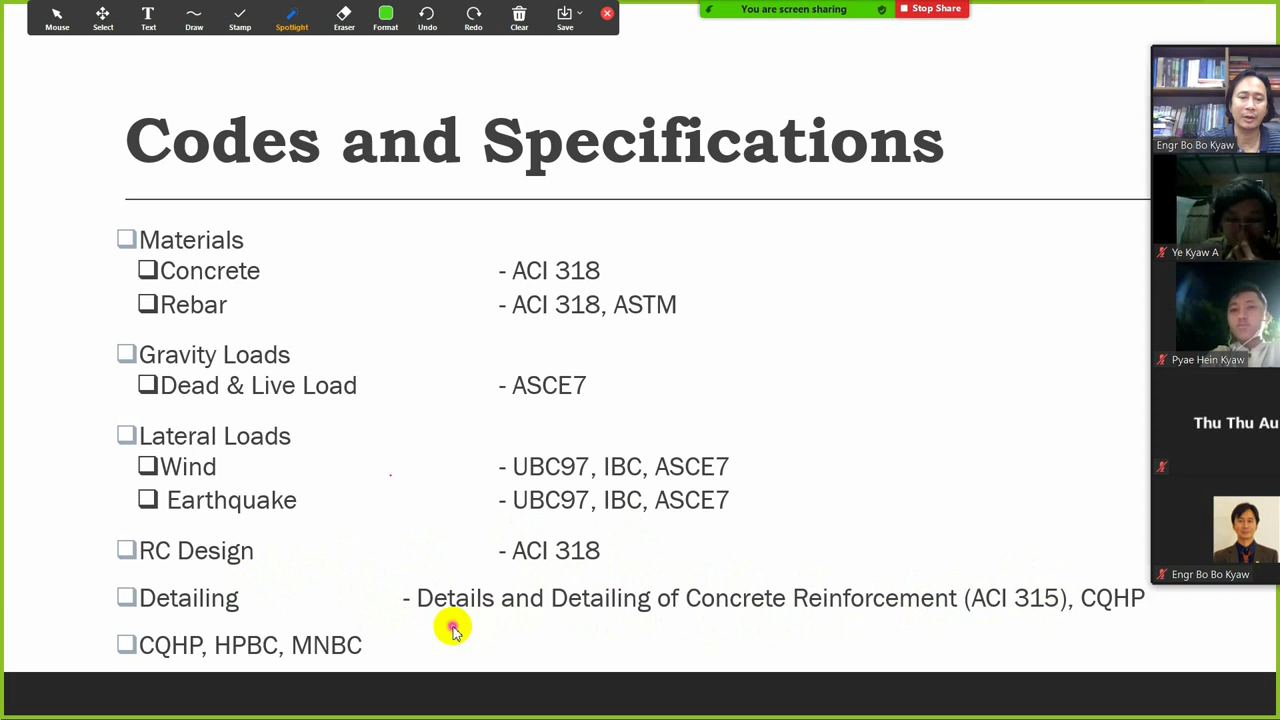 Mouse
Select
Text
Draw
Stamp
Spotlight
Eraser
Format
Undo
Redo
Clear
Save
You are screen sharing
Stop Share
Codes and Specifications
Materials
Concrete - ACI 318
Rebar - ACI 318, ASTM
Gravity Loads
Dead & Live Load - ASCE7
Lateral Loads
Wind - UBC97, IBC, ASCE7
Earthquake - UBC97, IBC, ASCE7
RC Design - ACI 318
Detailing - Details and Detailing of Concrete Reinforcement (ACI 315), CQHP
CQHP, HPBC, MNBC
Engr Bo Bo Kyaw
Ye Kyaw A
Pyae Hein Kyaw
Thu Thu Au
Engr Bo Bo Kyaw